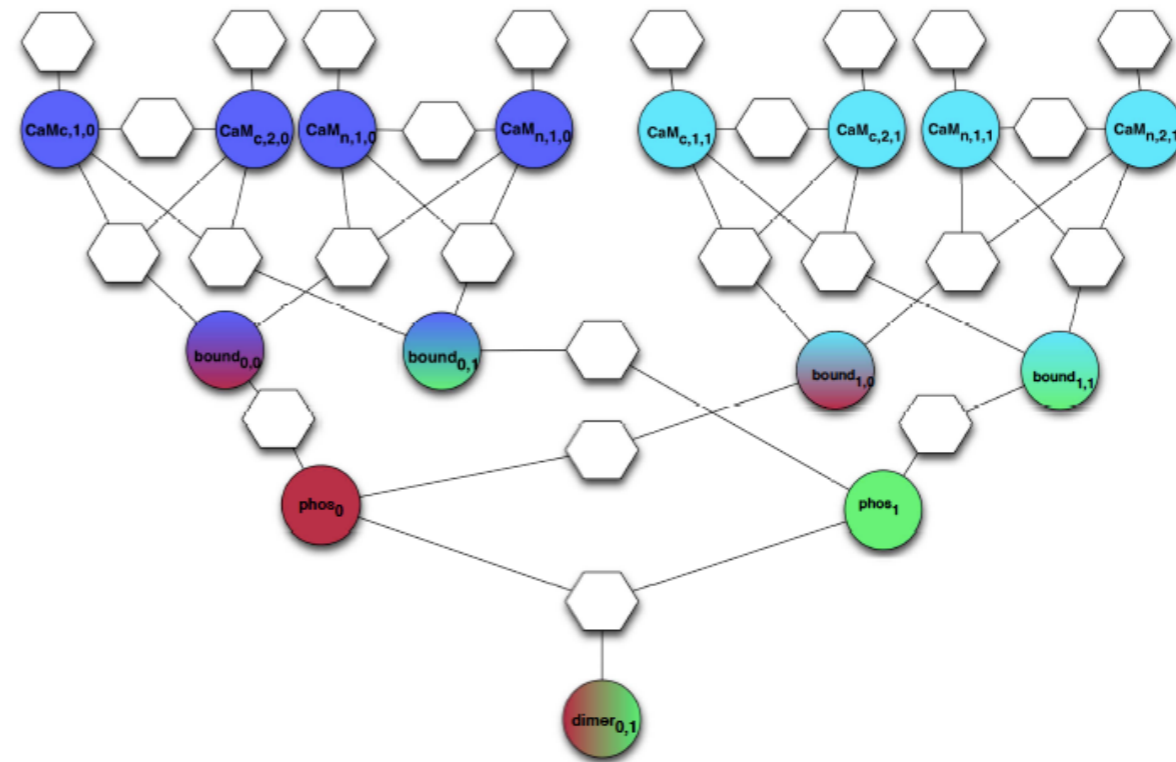 CaMc,1,0
CaMc,2,0
CaMn,1,0
CaMn,1,0
CaMc,1,1
CaMc,2,1
CaMn,1,1
CaMn,2,1
bound0,0
bound0,1
bound1,0
bound1,1
phos0
phos1
dimer0,1